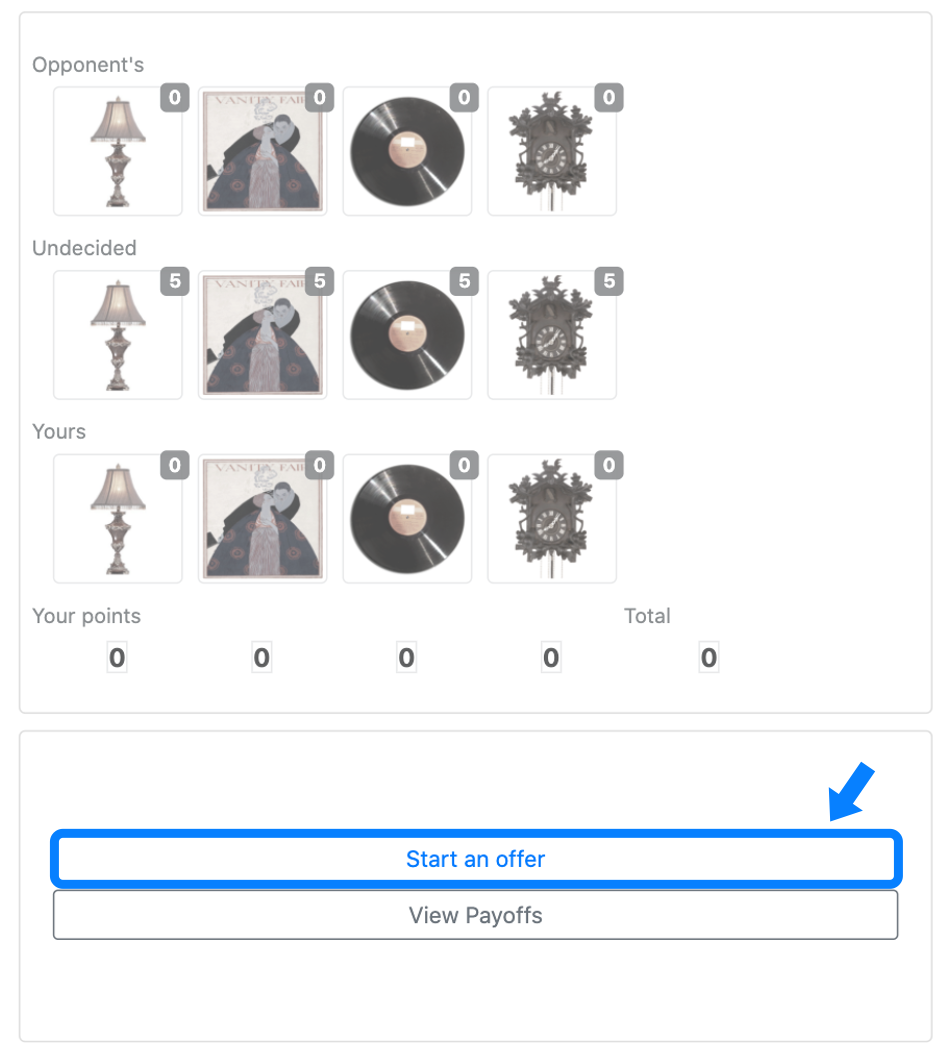 Opponent's
0 0 0 0
VANITY FAIR
Undecided
5 5 5 5
VANITY FAIR
Yours
0 0 0 0
VANITY FAIR
Your points Total
0 0 0 0 0
Start an offer
View Payoffs